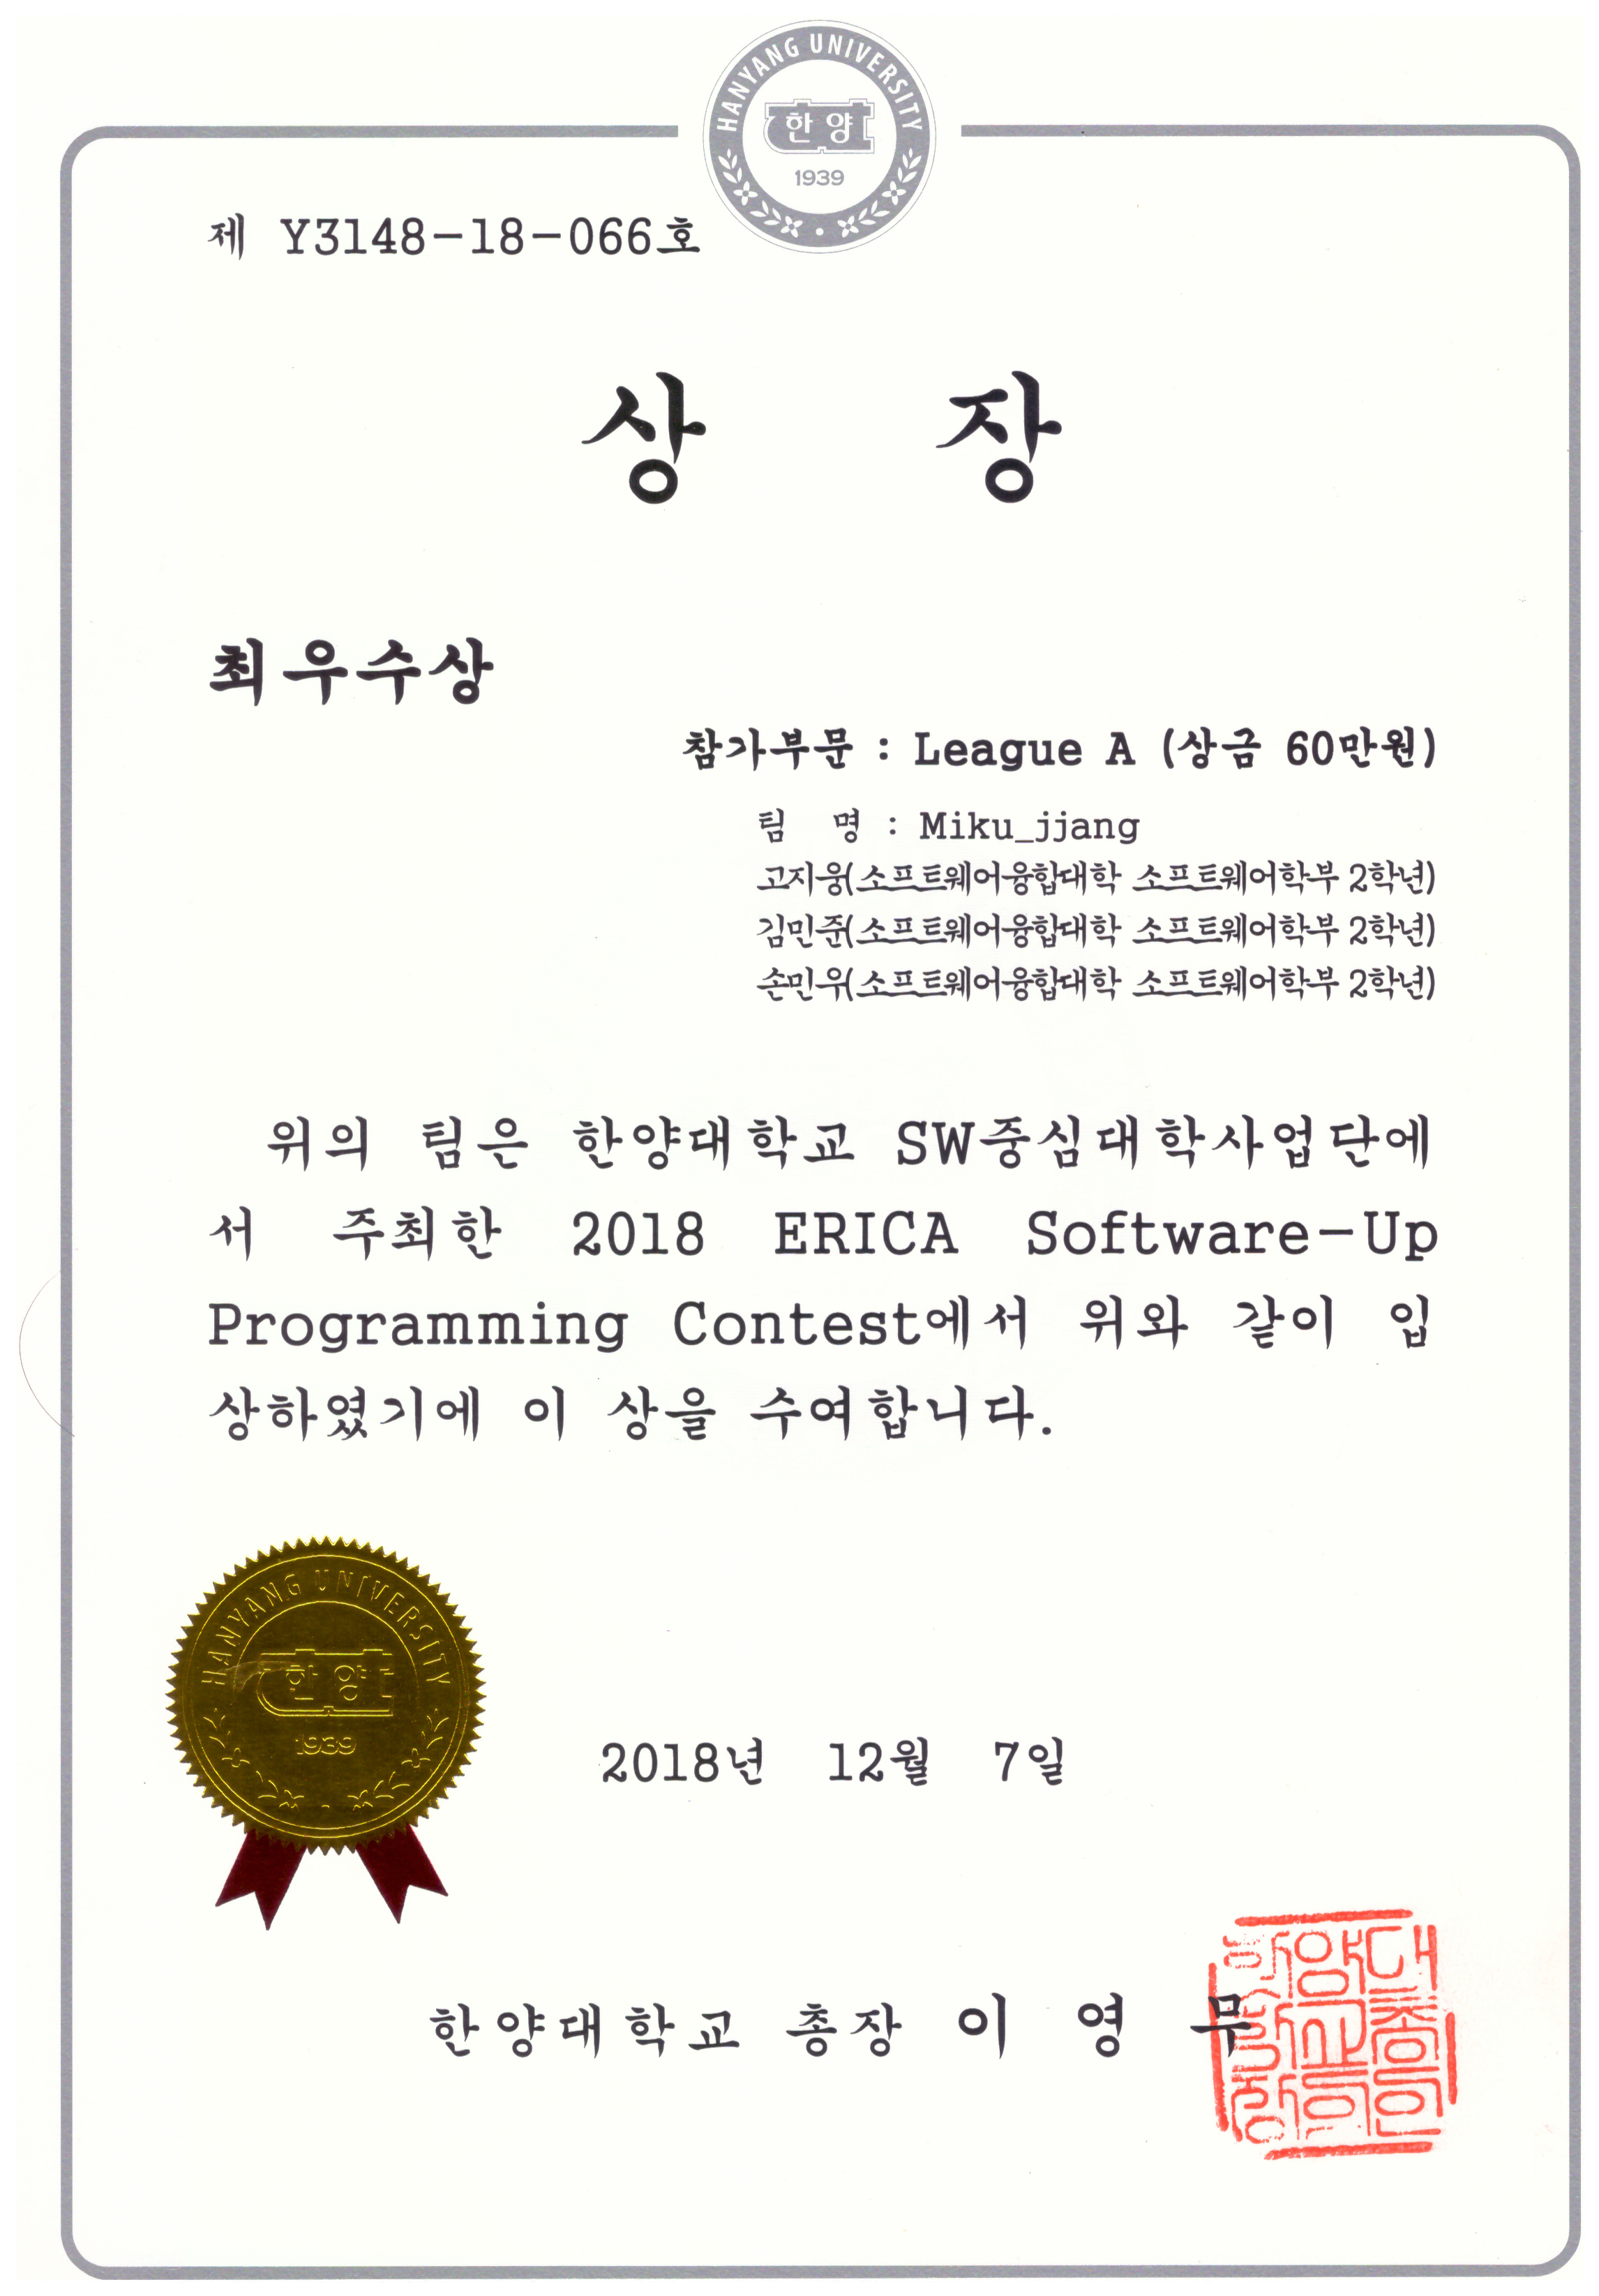 HANYANG UNIVERSITY
한양
1939
제 Y3148-18-066호
상 장
최우수상
참가부문 : League A (상금 60만원)
팀 명 : Miku_jjang
고지웅(소프트웨어융합대학 소프트웨어학부 2학년)
김민준(소프트웨어융합대학 소프트웨어학부 2학년)
손민우(소프트웨어융합대학 소프트웨어학부 2학년)
위의 팀은 한양대학교 SW중심대학사업단에
서 주최한 2018 ERICA Software-Up
Programming Contest에서 위와 같이 입
상하였기에 이 상을 수여합니다.
HANYANG UNIVERSITY
한양
1939
2018년 12월 7일
한양대학교 총장 이 영 무